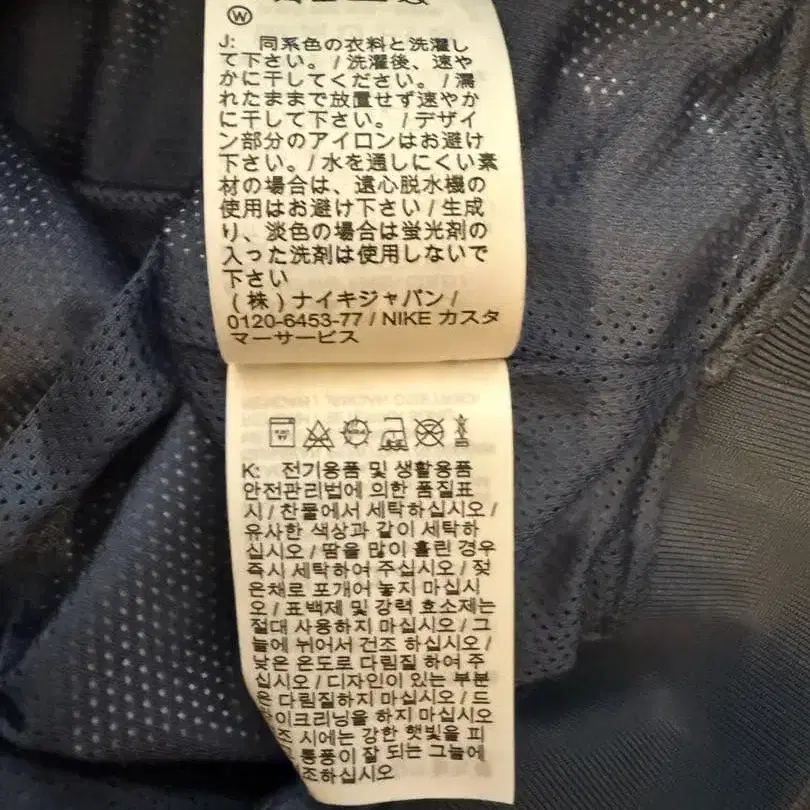 W
J: 同系色の衣料と洗濯し
て下さい。/ 洗濯後、速や
かに干してください。/ 濡
れたままで放置せず速やか
に干して下さい。/ デザイ
ン部分のアイロンはお避け
下さい。/ 水を通しにくい素
材の場合は、遠心脱水機の
使用はお避け下さい / 生成
り、淡色の場合は蛍光剤の
入った洗剤は使用しないで
下さい
(株) ナイキジャパン /
0120-6453-77 / NIKE カスタ
マーサービス
K: 전기용품 및 생활용품
안전관리법에 의한 품질표
시 / 찬물에서 세탁하십시오 /
유사한 색상과 같이 세탁하
십시오 / 땀을 많이 흘린 경우
즉시 세탁하여 주십시오 / 젖
은채로 포개어 놓지 마십시
오 / 표백제 및 강력 효소제는
절대 사용하지 마십시오 / 그
늘에 뉘어서 건조 하십시오 /
낮은 온도로 다림질 하여 주
십시오 / 디자인이 있는 부분
은 다림질하지 마십시오 / 드
라이크리닝을 하지 마십시오
조 시에는 강한 햇빛을 피
통풍이 잘 되는 그늘에
조하십시오